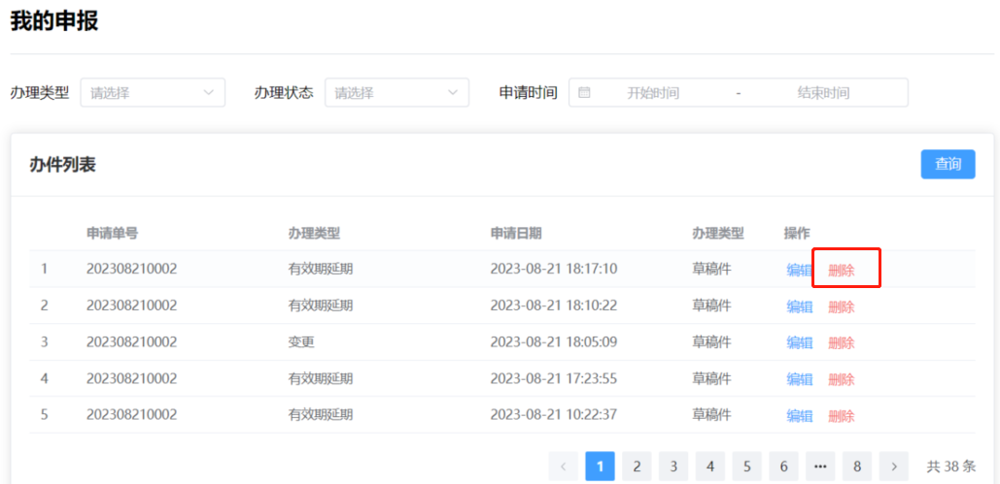 我的申报
办理类型 请选择 办理状态 请选择 申请时间 开始时间 - 结束时间
办件列表 查询
申请单号 办理类型 申请日期 办理类型 操作
1 202308210002 有效期延期 2023-08-21 18:17:10 草稿件 编辑 删除
2 202308210002 有效期延期 2023-08-21 18:10:22 草稿件 编辑 删除
3 202308210002 变更 2023-08-21 18:05:09 草稿件 编辑 删除
4 202308210002 有效期延期 2023-08-21 17:23:55 草稿件 编辑 删除
5 202308210002 有效期延期 2023-08-21 10:22:37 草稿件 编辑 删除
‹ 1 2 3 4 5 6 ••• 8 › 共 38 条